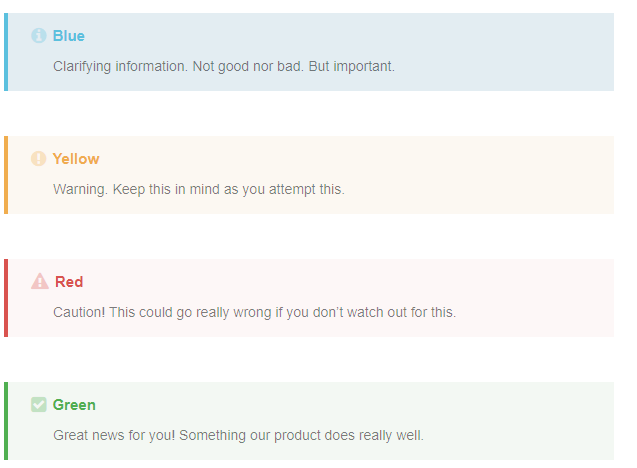 Blue
Clarifying information. Not good nor bad. But important.
Yellow
Warning. Keep this in mind as you attempt this.
Red
Caution! This could go really wrong if you don’t watch out for this.
Green
Great news for you! Something our product does really well.